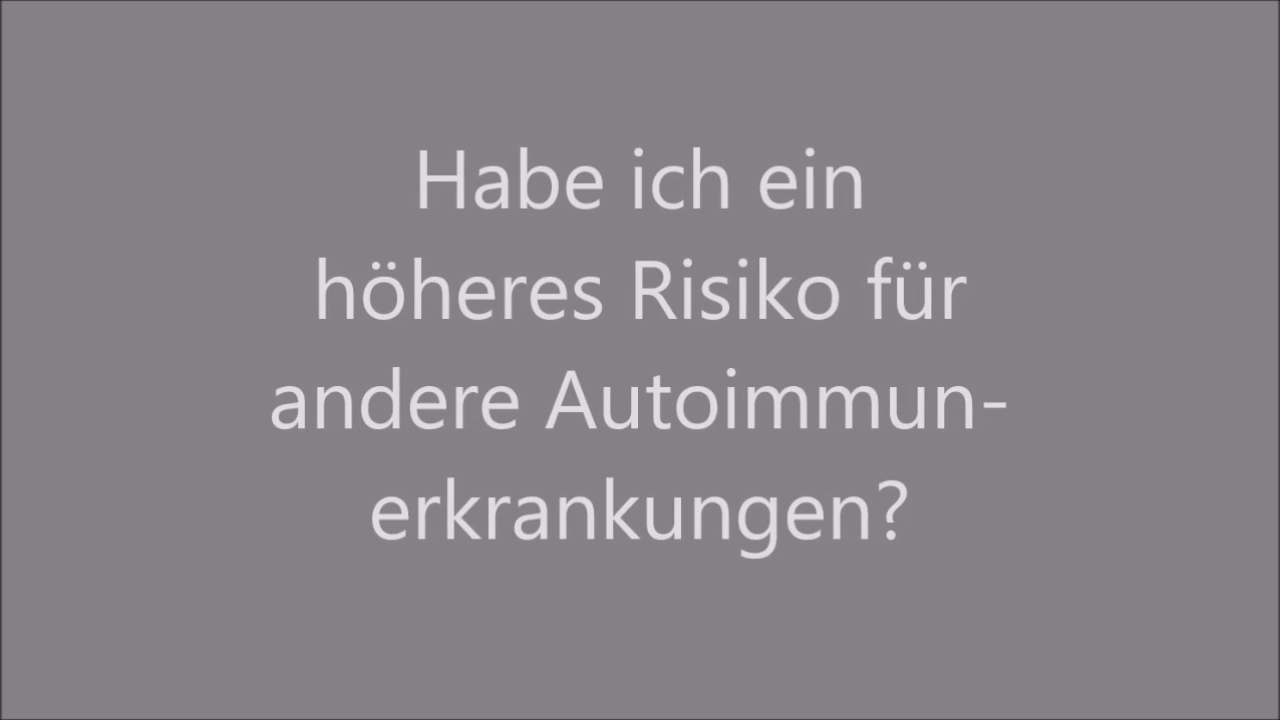 Habe ich ein
höheres Risiko für
andere Autoimmun-
erkrankungen?